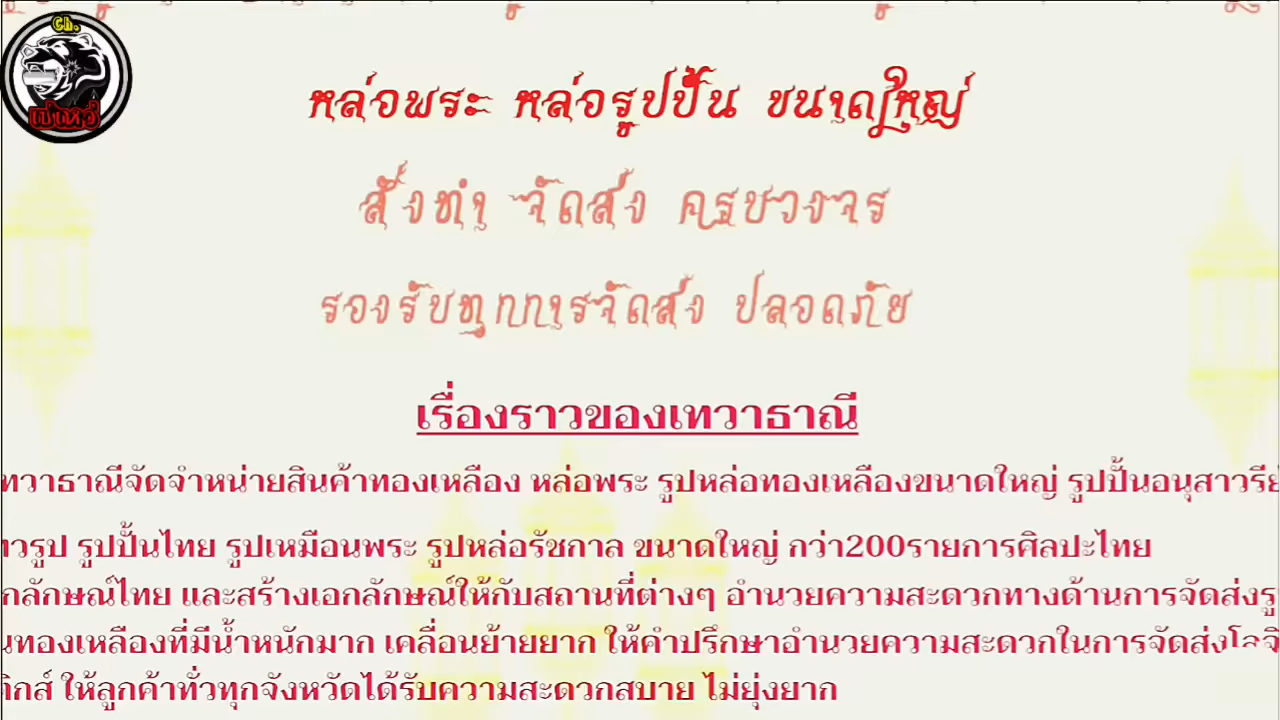 Ch.
หล่อพระ หล่อรูปปั้น ขนาดใหญ่
สั่งทำ จัดส่ง ครบวงจร
รองรับทุกการจัดส่ง ปลอดภัย
เรื่องราวของเทวาธาณี
ทวาธาณีจัดจำหน่ายสินค้าทองเหลือง หล่อพระ รูปหล่อทองเหลืองขนาดใหญ่ รูปปั้นอนุสาวรีย์
ทวรูป รูปปั้นไทย รูปเหมือนพระ รูปหล่อรัชกาล ขนาดใหญ่ กว่า200รายการศิลปะไทย
กลักษณ์ไทย และสร้างเอกลักษณ์ให้กับสถานที่ต่างๆ อำนวยความสะดวกทางด้านการจัดส่งรู
นทองเหลืองที่มีน้ำหนักมาก เคลื่อนย้ายยาก ให้คำปรึกษาอำนวยความสะดวกในการจัดส่งโลจิ
ติกส์ ให้ลูกค้าทั่วทุกจังหวัดได้รับความสะดวกสบาย ไม่ยุ่งยาก